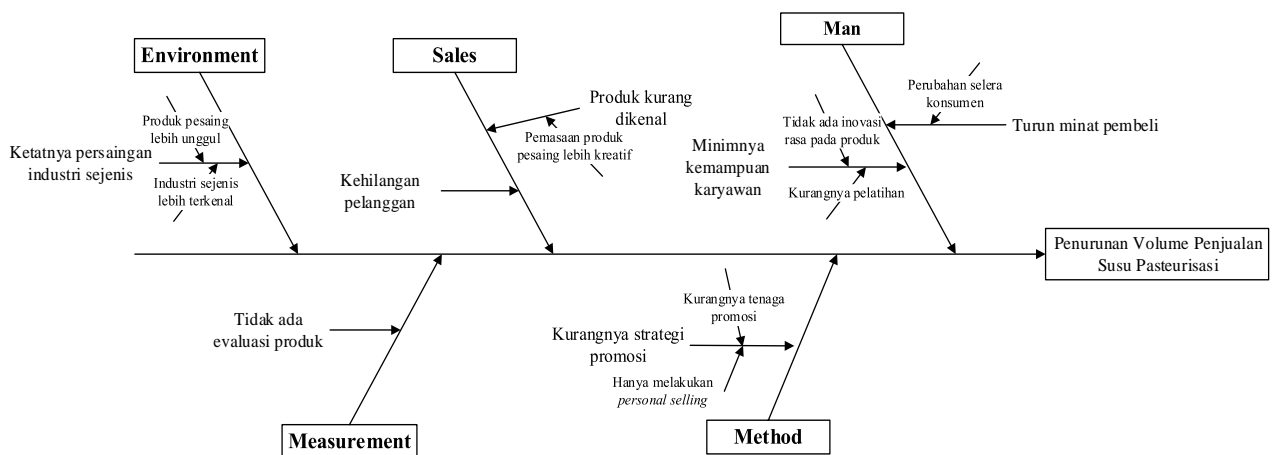 Environment
Produk pesaing
lebih unggul
Ketatnya persaingan
industri sejenis
Industri sejenis
lebih terkenal
Sales
Produk kurang
dikenal
Pemasaan produk
pesaing lebih kreatif
Kehilangan
pelanggan
Man
Perubahan selera
konsumen
Turun minat pembeli
Tidak ada inovasi
rasa pada produk
Minimnya
kemampuan
karyawan
Kurangnya pelatihan
Penurunan Volume Penjualan
Susu Pasteurisasi
Tidak ada
evaluasi produk
Measurement
Kurangnya tenaga
promosi
Kurangnya strategi
promosi
Hanya melakukan
personal selling
Method